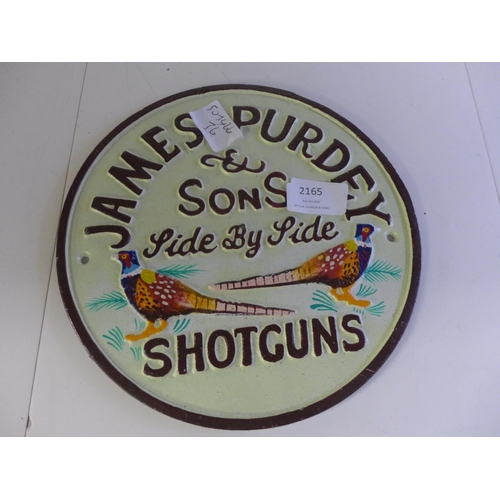 JAMES PURDEY
&
SONS
Side By Side
SHOTGUNS
2165